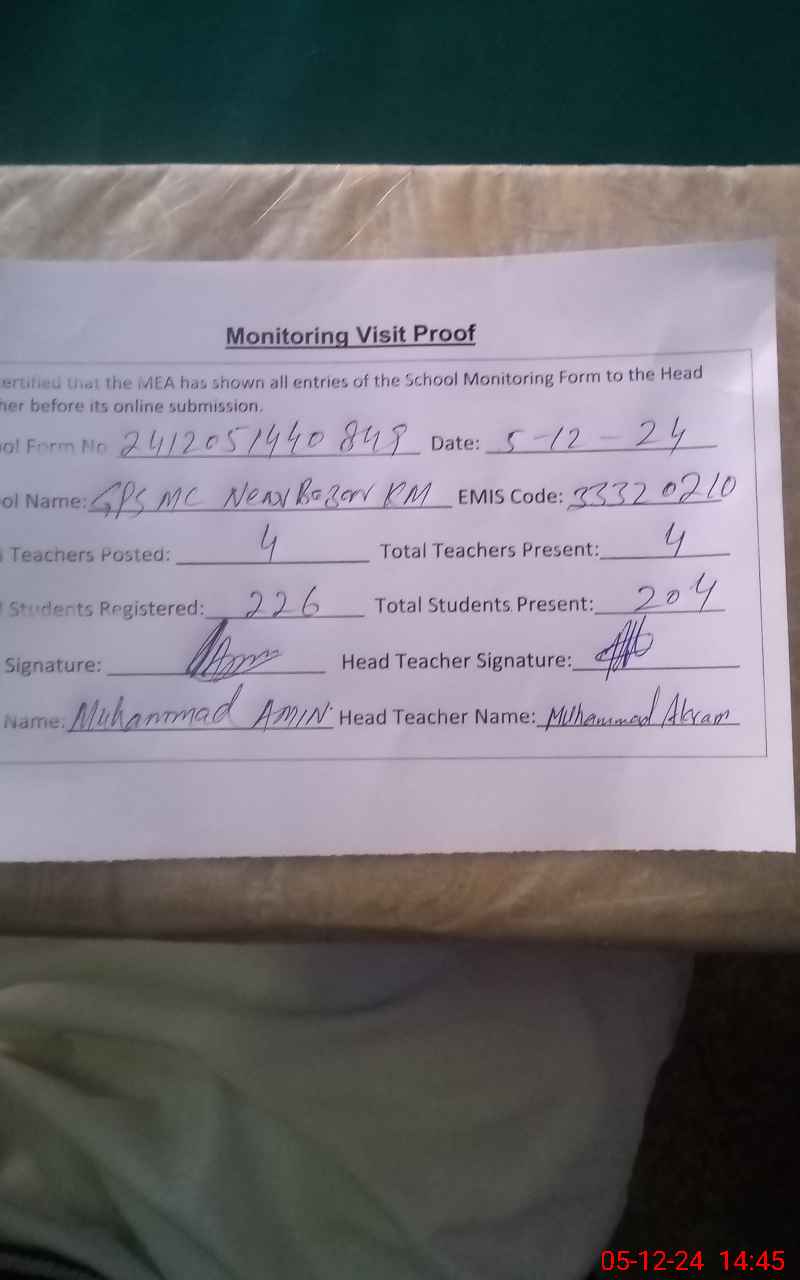 Monitoring Visit Proof
ertified that the MEA has shown all entries of the School Monitoring Form to the Head
her before its online submission.
ol Form No 2412051440849 Date: 5-12-24
ol Name: GPS MC Near Bazar RM EMIS Code: 33320210
Teachers Posted: 4 Total Teachers Present: 4
Students Registered: 226 Total Students Present: 204
Signature: Head Teacher Signature:
Name: Muhammad AMIN Head Teacher Name: Muhammad Akram
05-12-24 14:45